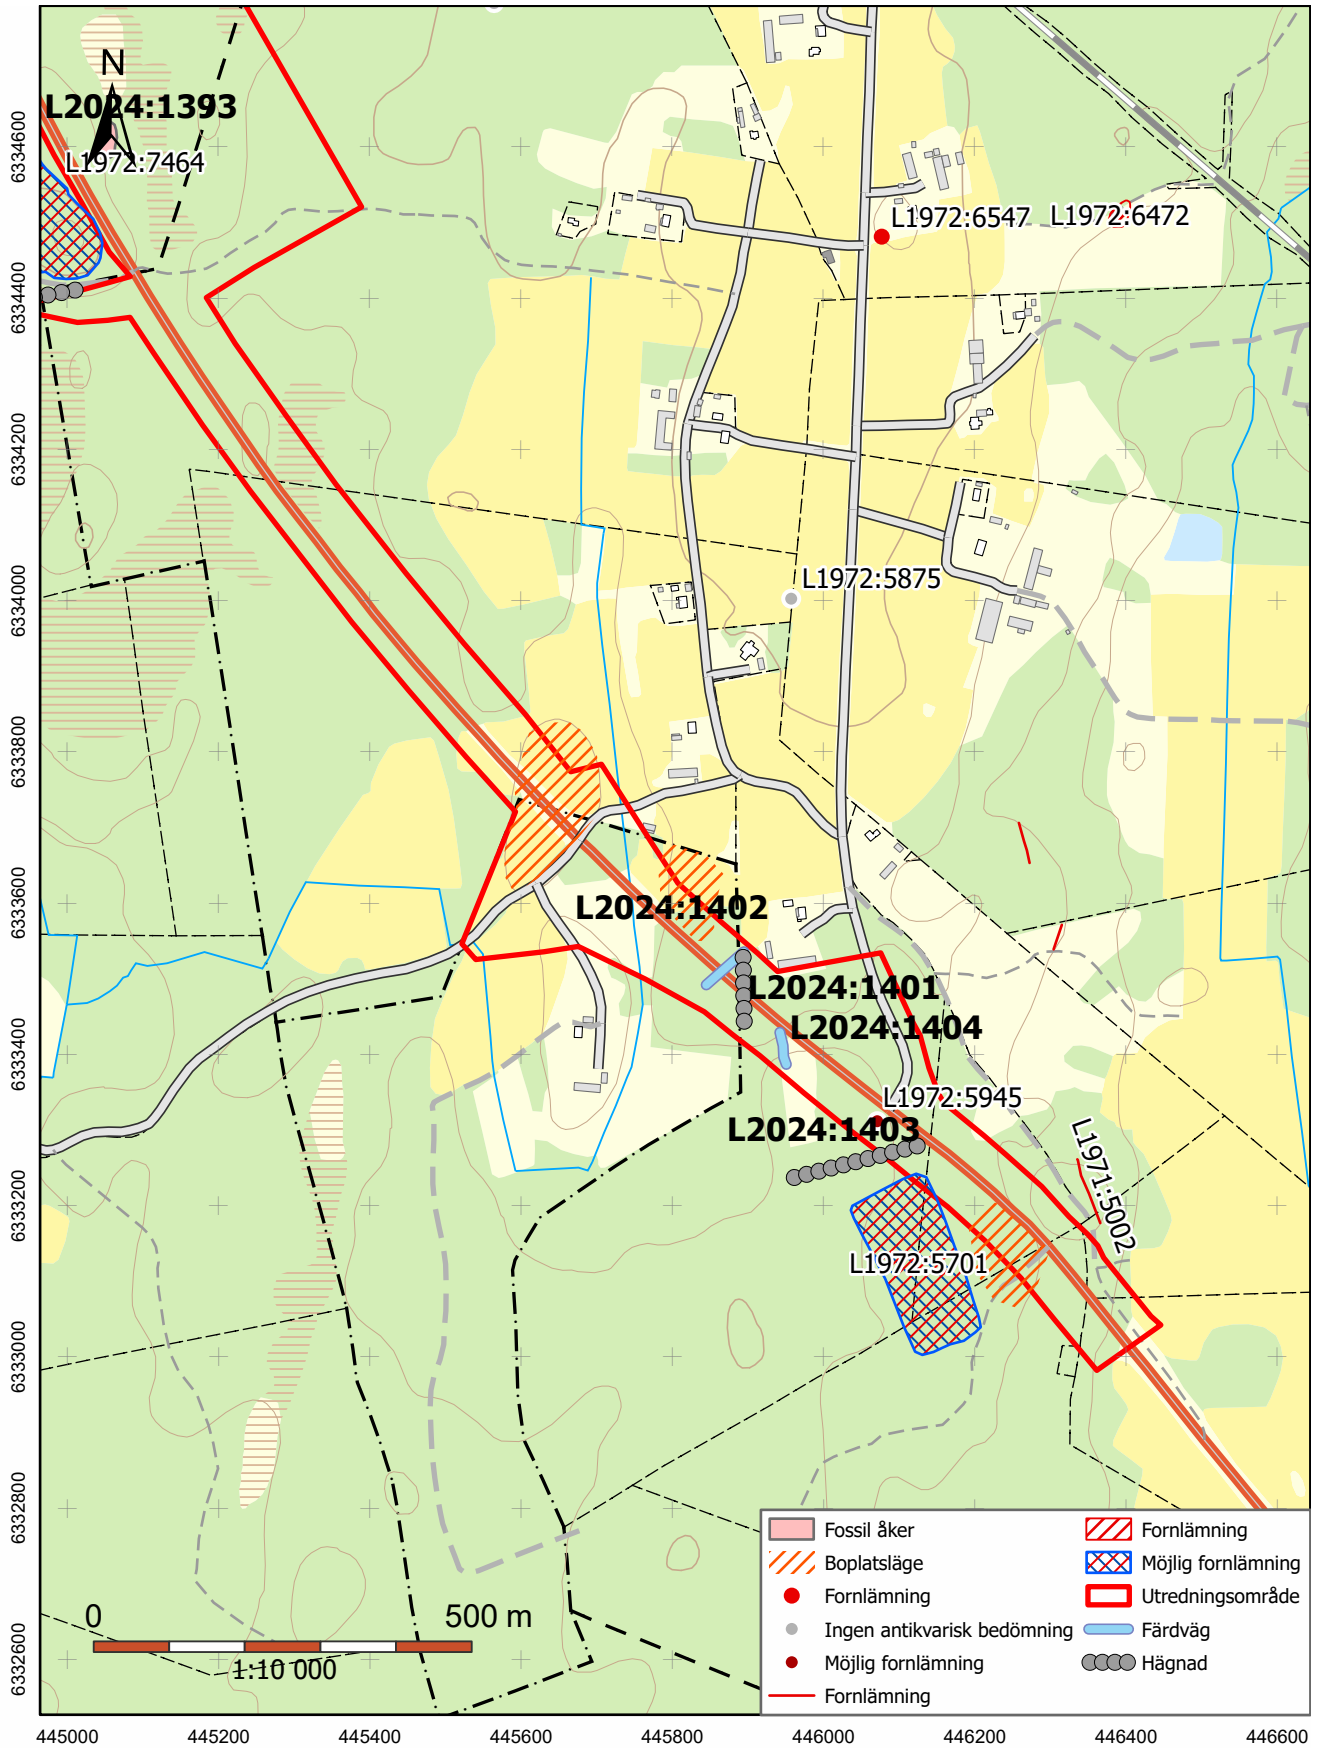 N
L2024:1393
L1972:7464
L1972:6547
L1972:6472
L1972:5875
L2024:1402
L2024:1401
L2024:1404
L1972:5945
L2024:1403
L1971:5002
L1972:5701
6334600
6334400
6334200
6334000
6333800
6333600
6333400
6333200
6333000
6332800
6332600
0 500 m
1:10 000
Fossil åker
Boplatsläge
Fornlämning
Ingen antikvarisk bedömning
Möjlig fornlämning
Fornlämning
Fornlämning
Möjlig fornlämning
Utredningsområde
Färdväg
Hägnad
445000 445200 445400 445600 445800 446000 446200 446400 446600